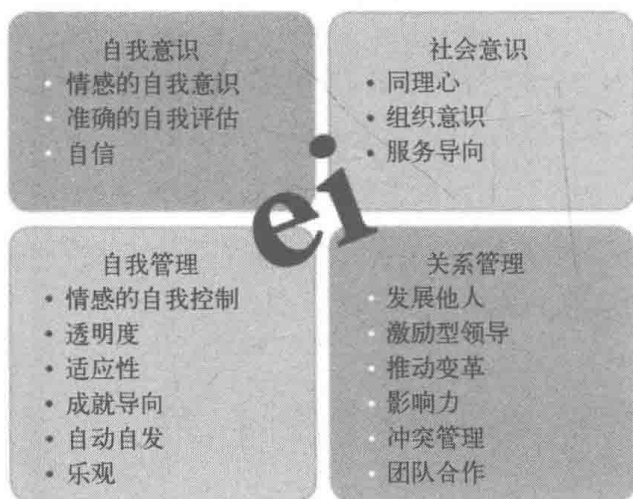 自我意识
• 情感的自我意识
• 准确的自我评估
• 自信
社会意识
• 同理心
• 组织意识
• 服务导向
ei
自我管理
• 情感的自我控制
• 透明度
• 适应性
• 成就导向
• 自动自发
• 乐观
关系管理
• 发展他人
• 激励型领导
• 推动变革
• 影响力
• 冲突管理
• 团队合作